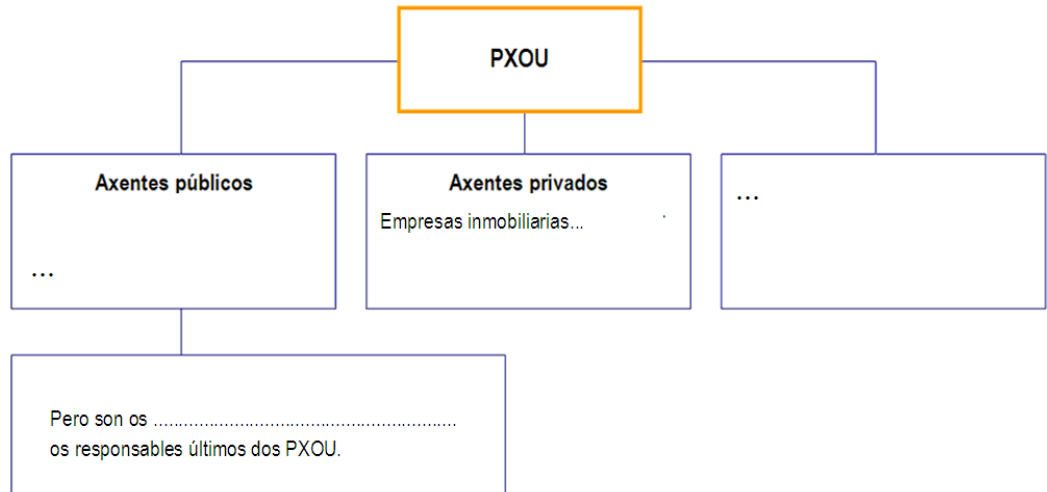 PXOU
Axentes públicos
...
Axentes privados
Empresas inmobiliarias...
...
Pero son os ............................................................
os responsables últimos dos PXOU.